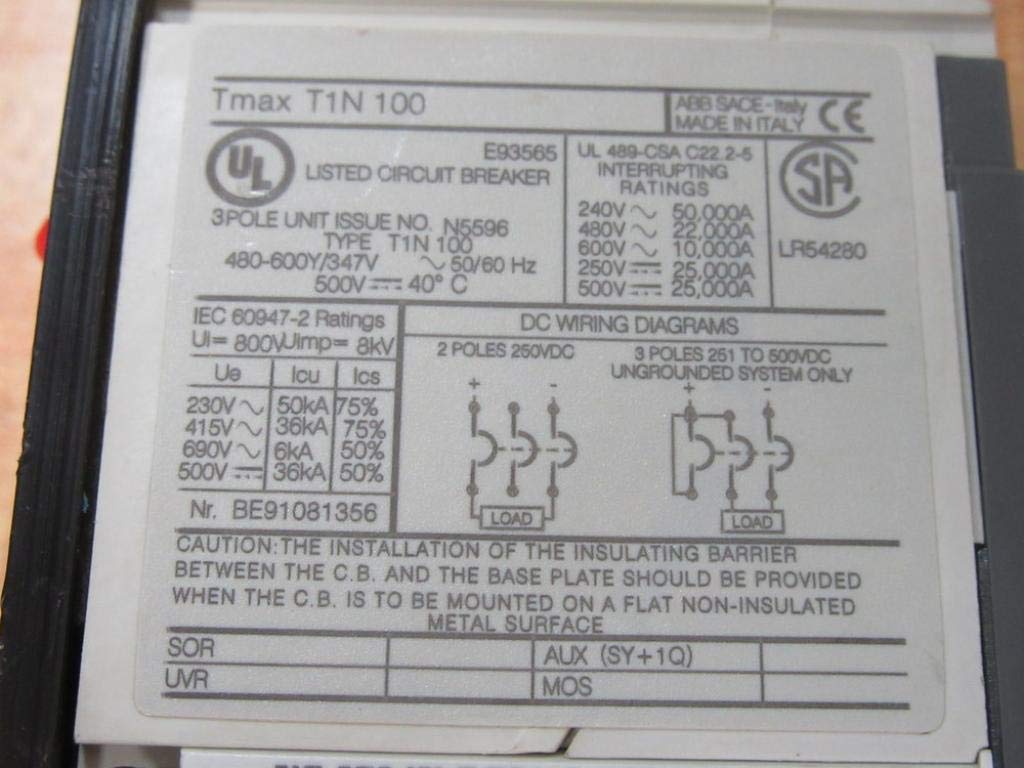 Tmax T1N 100
ABB SACE-Italy
MADE IN ITALY
CE
UL
E93565
LISTED CIRCUIT BREAKER
3 POLE UNIT ISSUE NO. N5596
TYPE T1N 100
480-600Y/347V ~ 50/60 Hz
500V ⎓ 40° C
UL 489-CSA C22.2-5
INTERRUPTING
RATINGS
240V ~ 50,000A
480V ~ 22,000A
600V ~ 10,000A
250V ⎓ 25,000A
500V ⎓ 25,000A
SA
LR54280
IEC 60947-2 Ratings
Ui= 800V Uimp= 8kV
Ue Icu Ics
230V ~ 50kA 75%
415V ~ 36kA 75%
690V ~ 6kA 50%
500V ⎓ 36kA 50%
Nr. BE91081356
DC WIRING DIAGRAMS
2 POLES 250VDC
+ -
LOAD
3 POLES 251 TO 500VDC
UNGROUNDED SYSTEM ONLY
+ -
LOAD
CAUTION: THE INSTALLATION OF THE INSULATING BARRIER
BETWEEN THE C.B. AND THE BASE PLATE SHOULD BE PROVIDED
WHEN THE C.B. IS TO BE MOUNTED ON A FLAT NON-INSULATED
METAL SURFACE
SOR AUX (SY+1Q)
UVR MOS